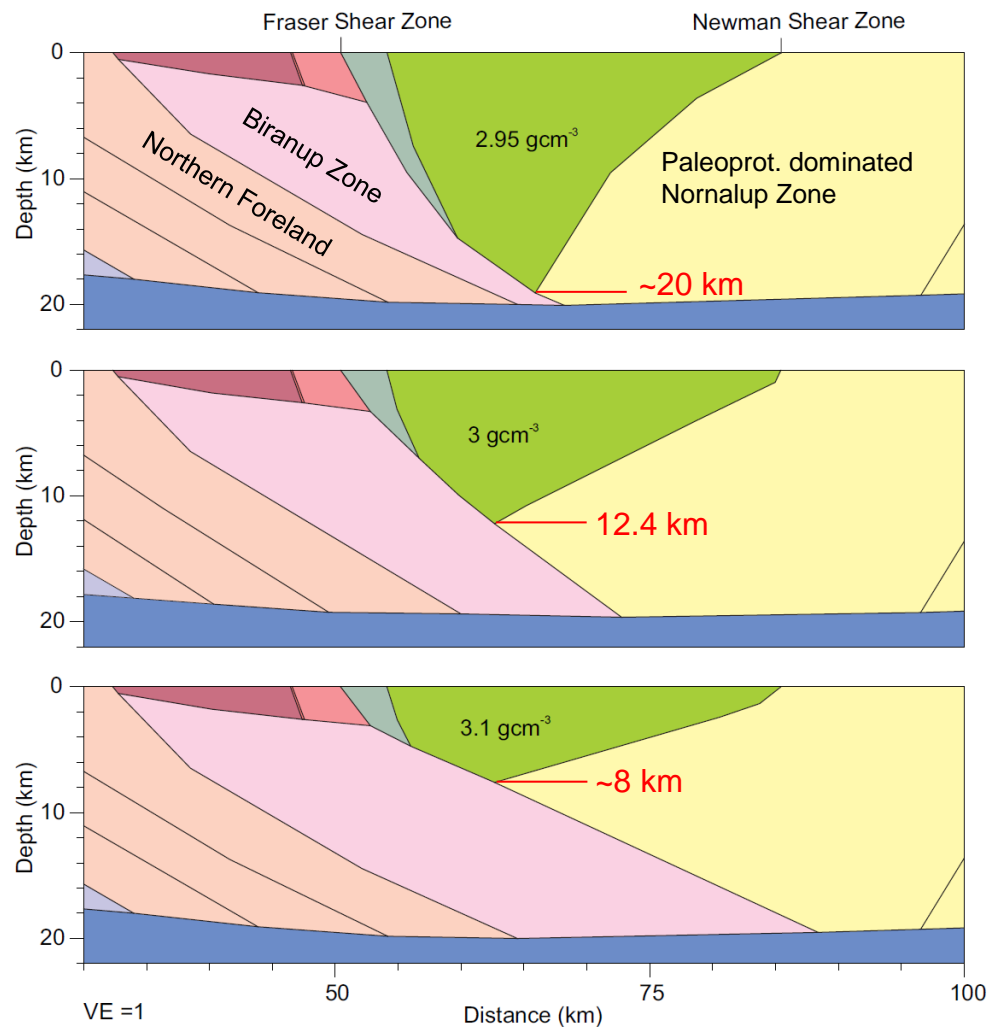 Fraser Shear Zone
Newman Shear Zone
0
10
20
Depth (km)
Northern Foreland
Biranup Zone
2.95 gcm⁻³
Paleoprot. dominated
Nornalup Zone
~20 km
0
10
20
Depth (km)
3 gcm⁻³
12.4 km
0
10
20
Depth (km)
3.1 gcm⁻³
~8 km
50
75
100
VE =1
Distance (km)